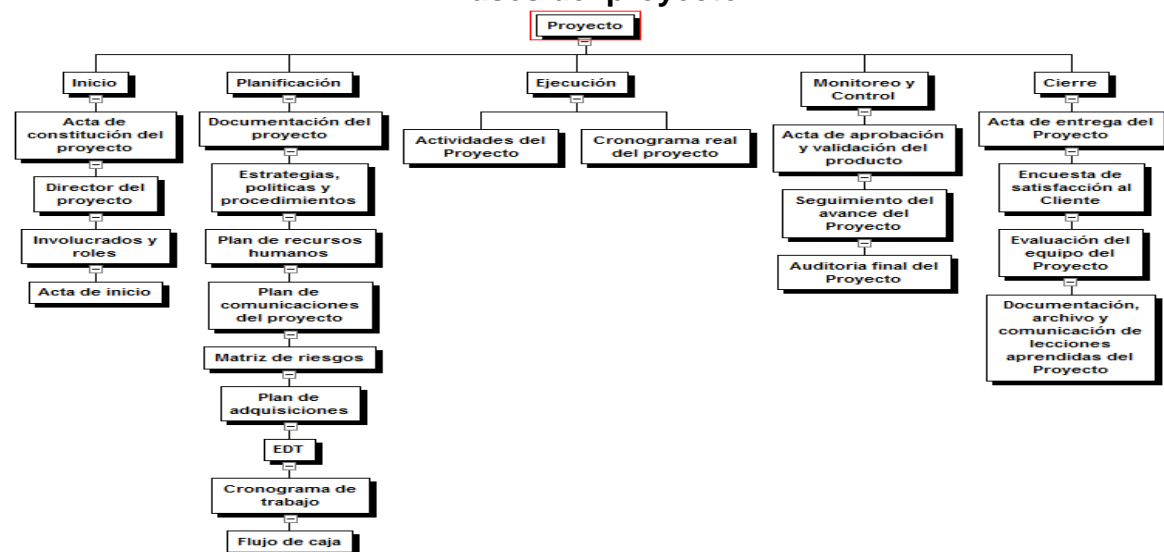 Proyecto
Inicio
Acta de
constitución del
proyecto
Director del
proyecto
Involucrados y
roles
Acta de inicio
Planificación
Documentación del
proyecto
Estrategias,
politicas y
procedimientos
Plan de recursos
humanos
Plan de
comunicaciones
del proyecto
Matriz de riesgos
Plan de
adquisiciones
EDT
Cronograma de
trabajo
Flujo de caja
Ejecución
Actividades del
Proyecto
Cronograma real
del proyecto
Monitoreo y
Control
Acta de aprobación
y validación del
producto
Seguimiento del
avance del
Proyecto
Auditoria final del
Proyecto
Cierre
Acta de entrega del
Proyecto
Encuesta de
satisfacción al
Cliente
Evaluación del
equipo del
Proyecto
Documentación,
archivo y
comunicación de
lecciones
aprendidas del
Proyecto